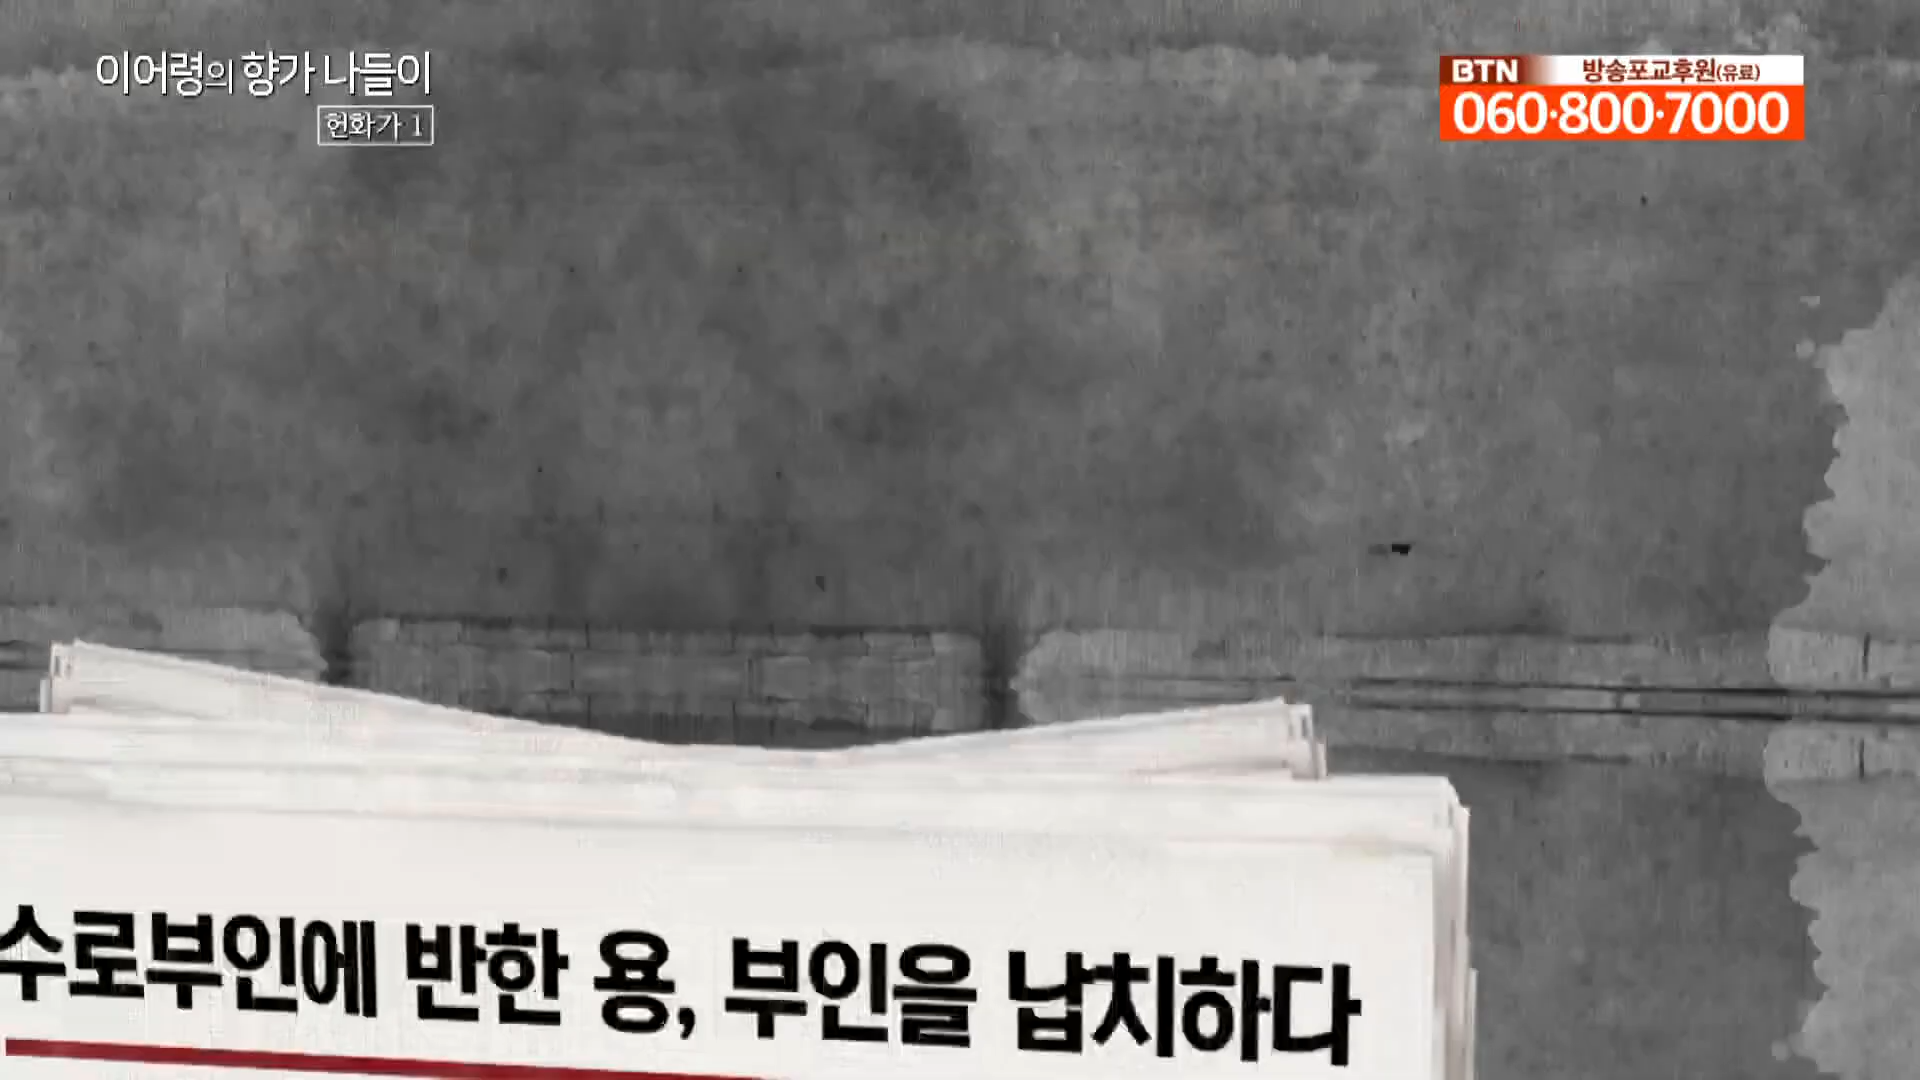 이어령의 향가 나들이
헌화가 1
BTN 방송포교후원(유료)
060·800·7000
수로부인에 반한 용, 부인을 납치하다